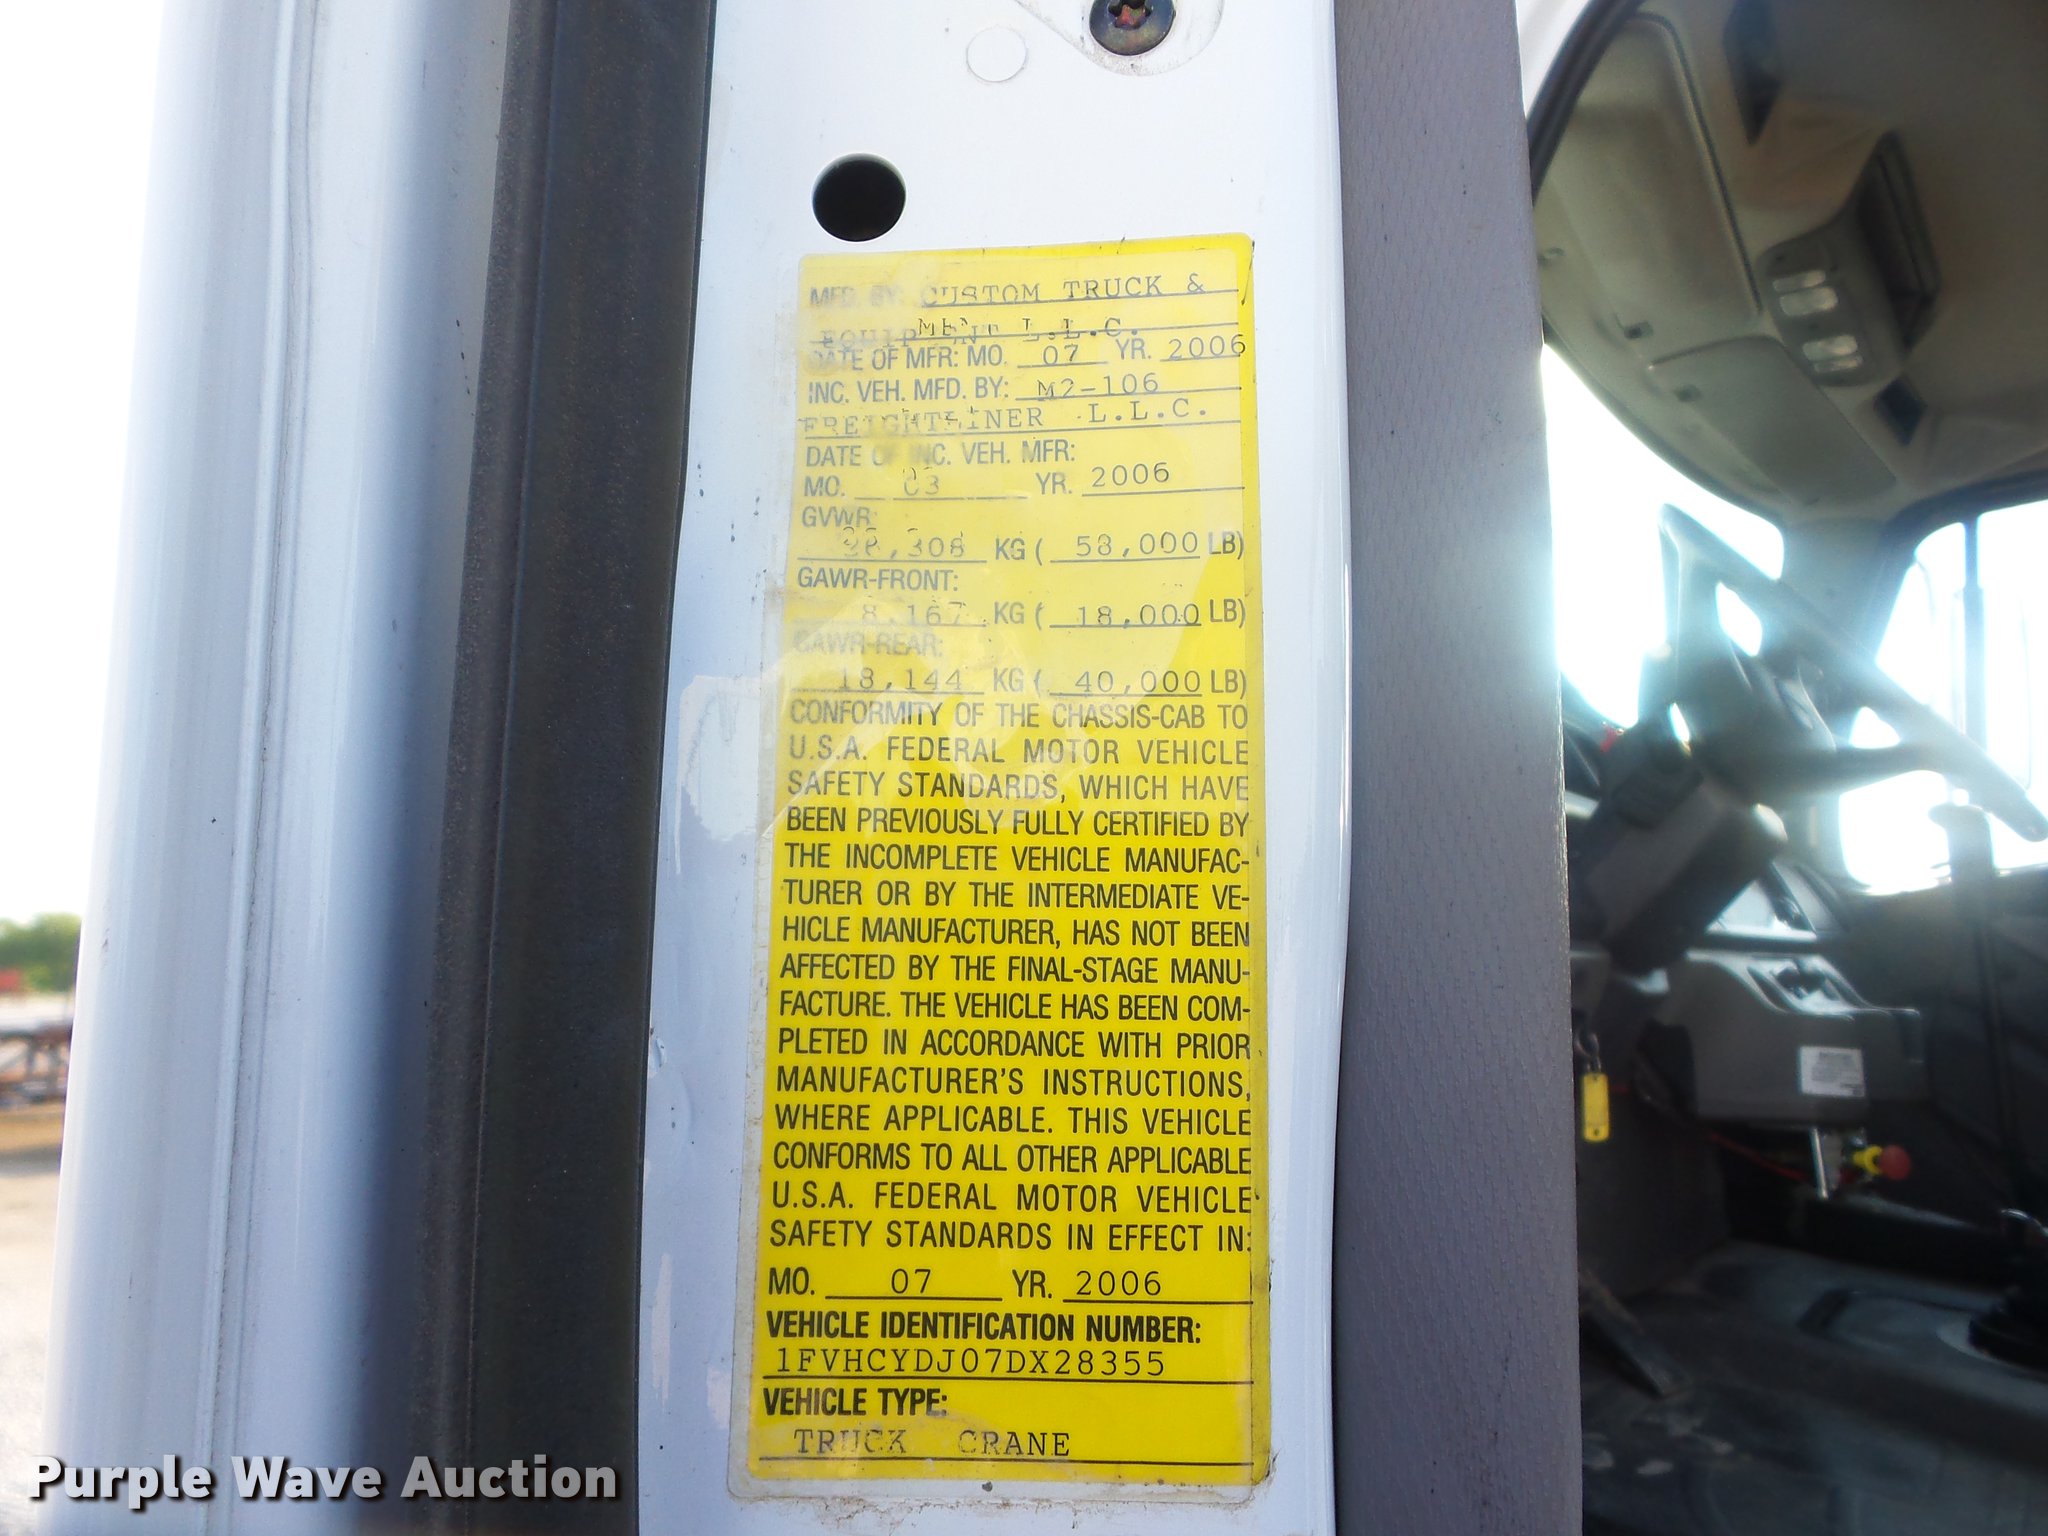 MFD. BY: CUSTOM TRUCK &
EQUIPMENT L.L.C.
DATE OF MFR: MO. 07 YR. 2006
INC. VEH. MFD. BY: M2-106
FREIGHTLINER L.L.C.
DATE OF INC. VEH. MFR:
MO. 03 YR. 2006
GVWR:
26,308 KG ( 58,000 LB)
GAWR-FRONT:
8,167 KG ( 18,000 LB)
GAWR-REAR:
18,144 KG ( 40,000 LB)
CONFORMITY OF THE CHASSIS-CAB TO
U.S.A. FEDERAL MOTOR VEHICLE
SAFETY STANDARDS, WHICH HAVE
BEEN PREVIOUSLY FULLY CERTIFIED BY
THE INCOMPLETE VEHICLE MANUFAC-
TURER OR BY THE INTERMEDIATE VE-
HICLE MANUFACTURER, HAS NOT BEEN
AFFECTED BY THE FINAL-STAGE MANU-
FACTURE. THE VEHICLE HAS BEEN COM-
PLETED IN ACCORDANCE WITH PRIOR
MANUFACTURER'S INSTRUCTIONS,
WHERE APPLICABLE. THIS VEHICLE
CONFORMS TO ALL OTHER APPLICABLE
U.S.A. FEDERAL MOTOR VEHICLE
SAFETY STANDARDS IN EFFECT IN:
MO. 07 YR. 2006
VEHICLE IDENTIFICATION NUMBER:
1FVHCYDJ07DX28355
VEHICLE TYPE:
TRUCK CRANE
Purple Wave Auction